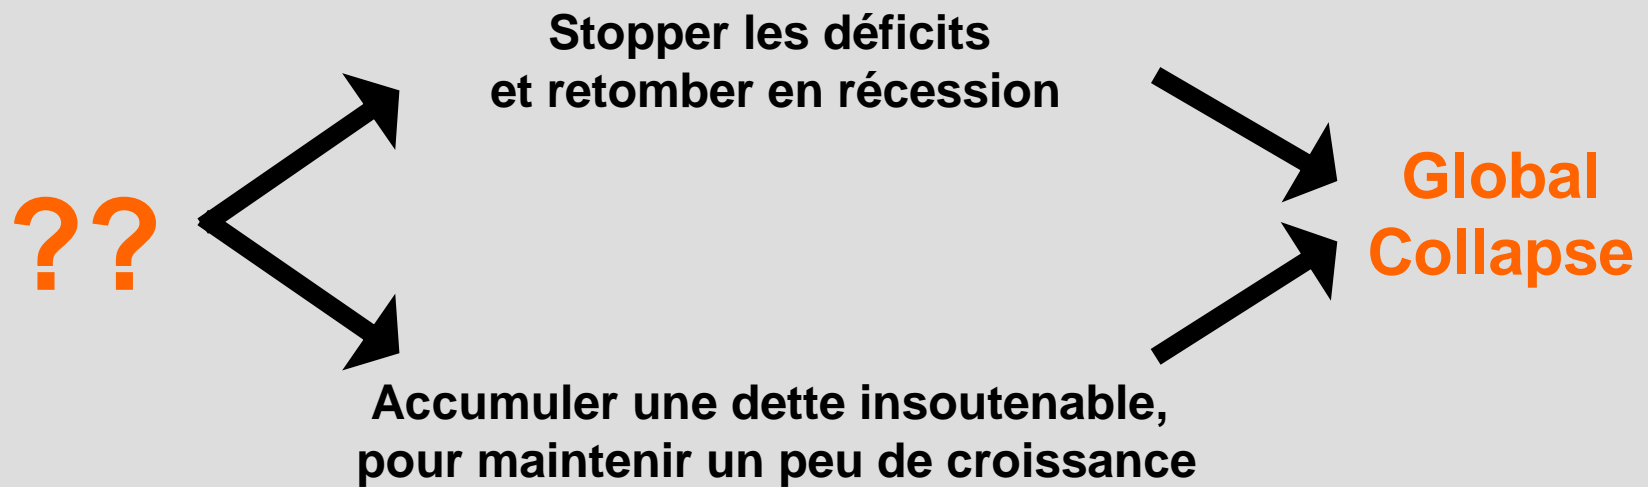 Stopper les déficits
et retomber en récession
??
Global
Collapse
Accumuler une dette insoutenable,
pour maintenir un peu de croissance